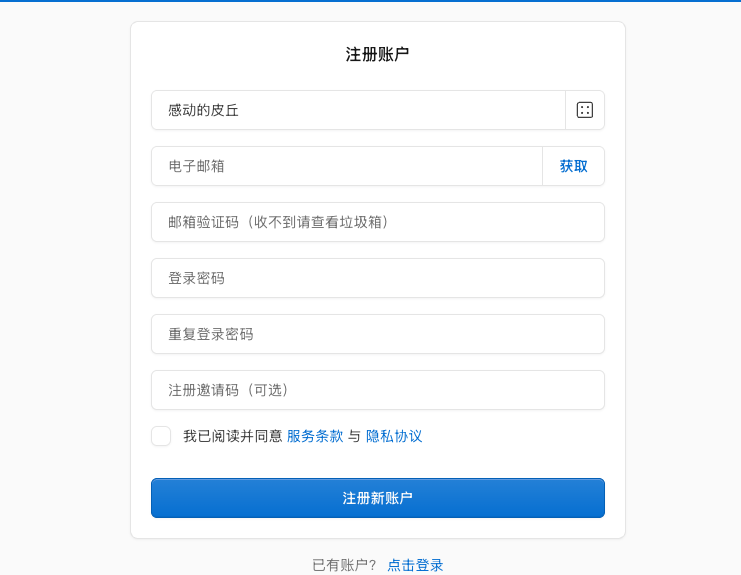 注册账户
感动的皮丘
电子邮箱 获取
邮箱验证码（收不到请查看垃圾箱）
登录密码
重复登录密码
注册邀请码（可选）
我已阅读并同意 服务条款 与 隐私协议
注册新账户
已有账户？ 点击登录